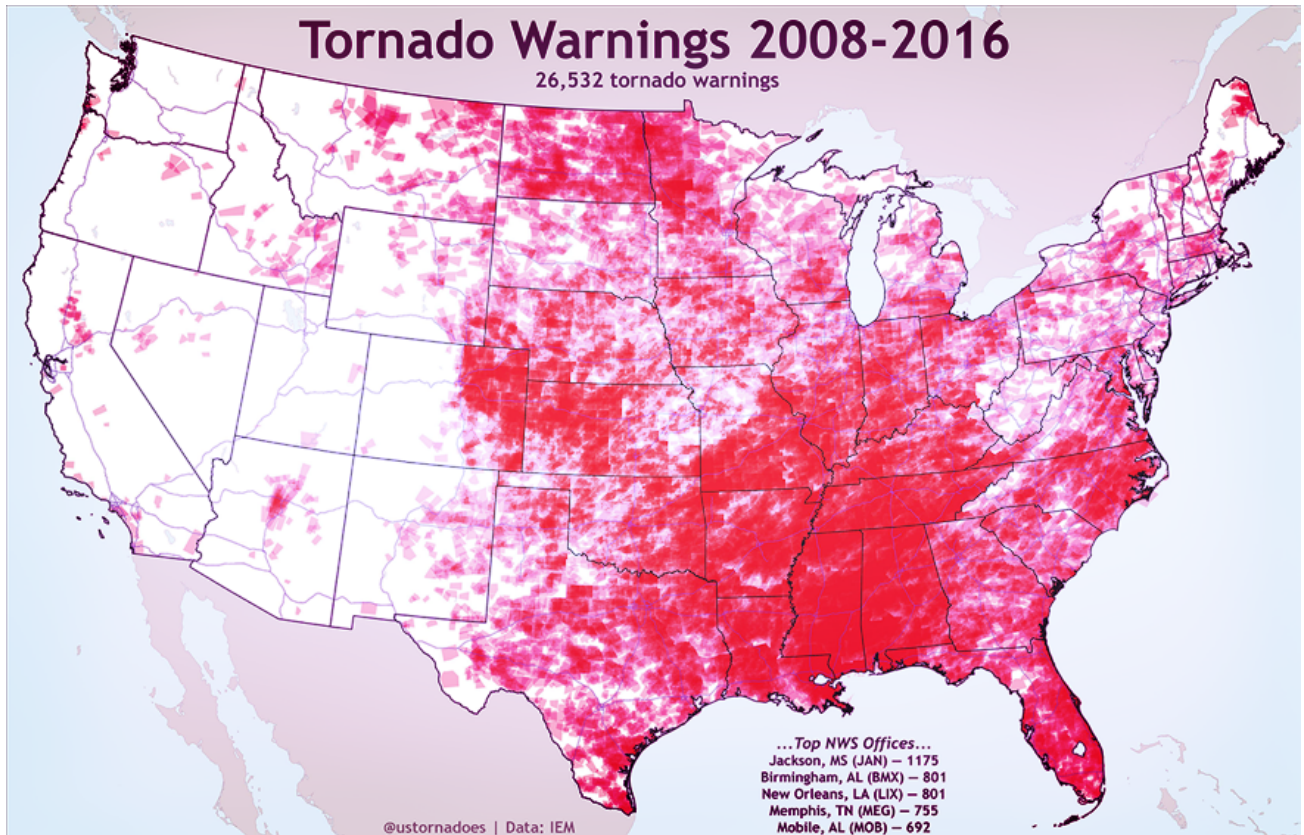 Tornado Warnings 2008-2016
26,532 tornado warnings
...Top NWS Offices...
Jackson, MS (JAN) — 1175
Birmingham, AL (BMX) — 801
New Orleans, LA (LIX) — 801
Memphis, TN (MEG) — 755
Mobile, AL (MOB) — 692
@ustornadoes | Data: IEM